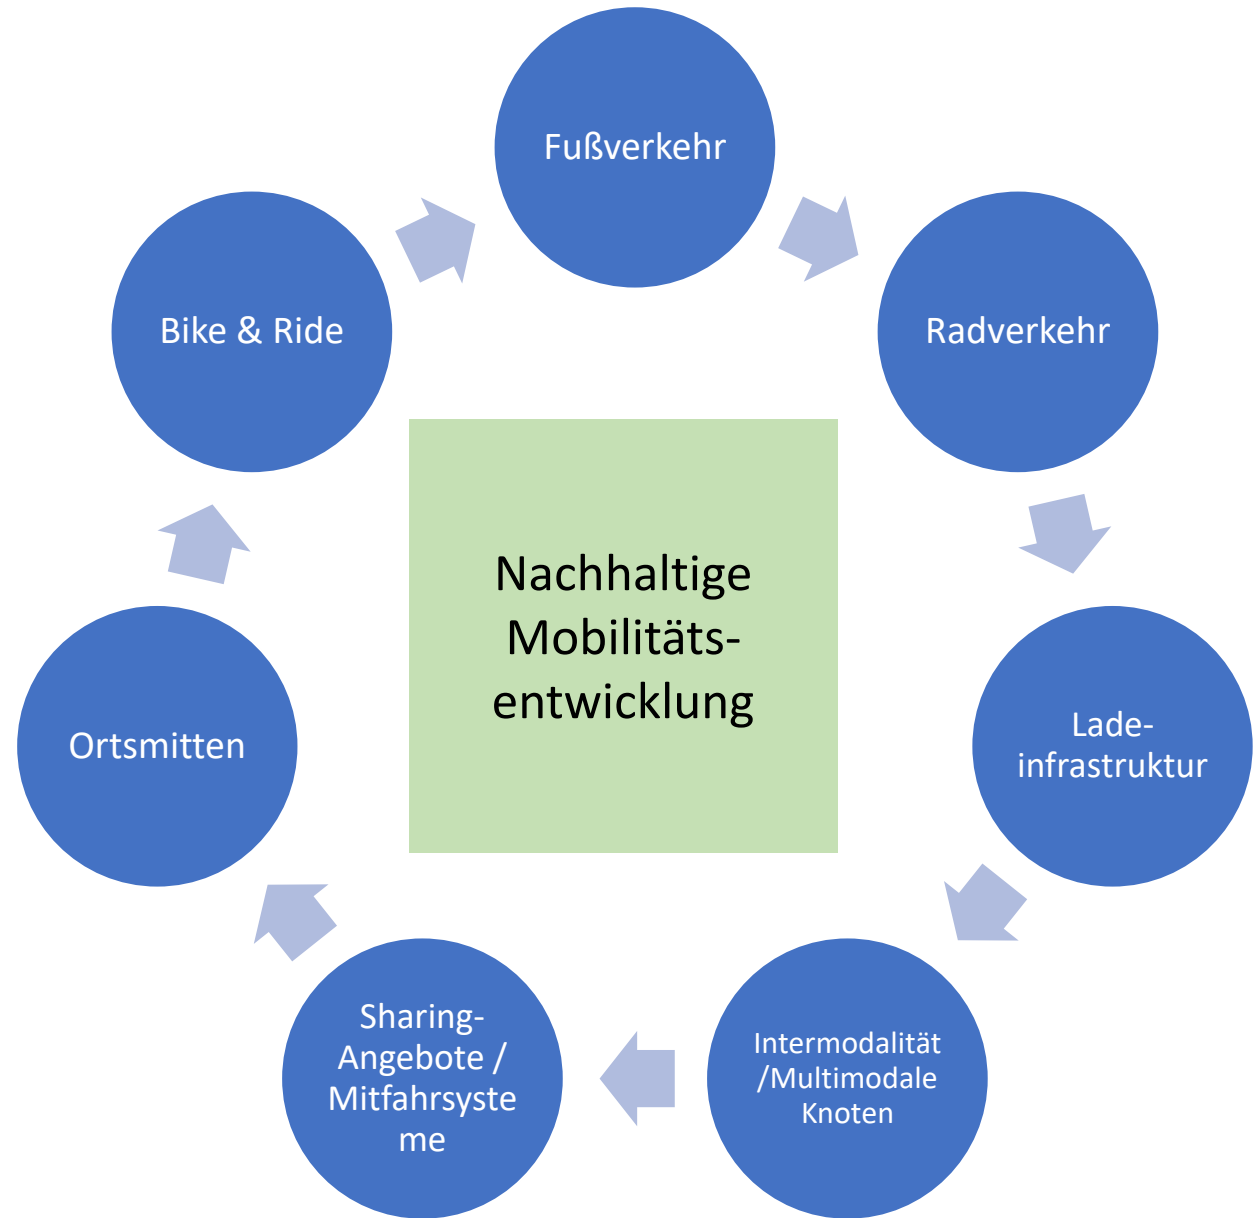 Fußverkehr
Radverkehr
Lade-
infrastruktur
Intermodalität
/Multimodale
Knoten
Sharing-
Angebote /
Mitfahrsyste
me
Ortsmitten
Bike & Ride
Nachhaltige
Mobilitäts-
entwicklung